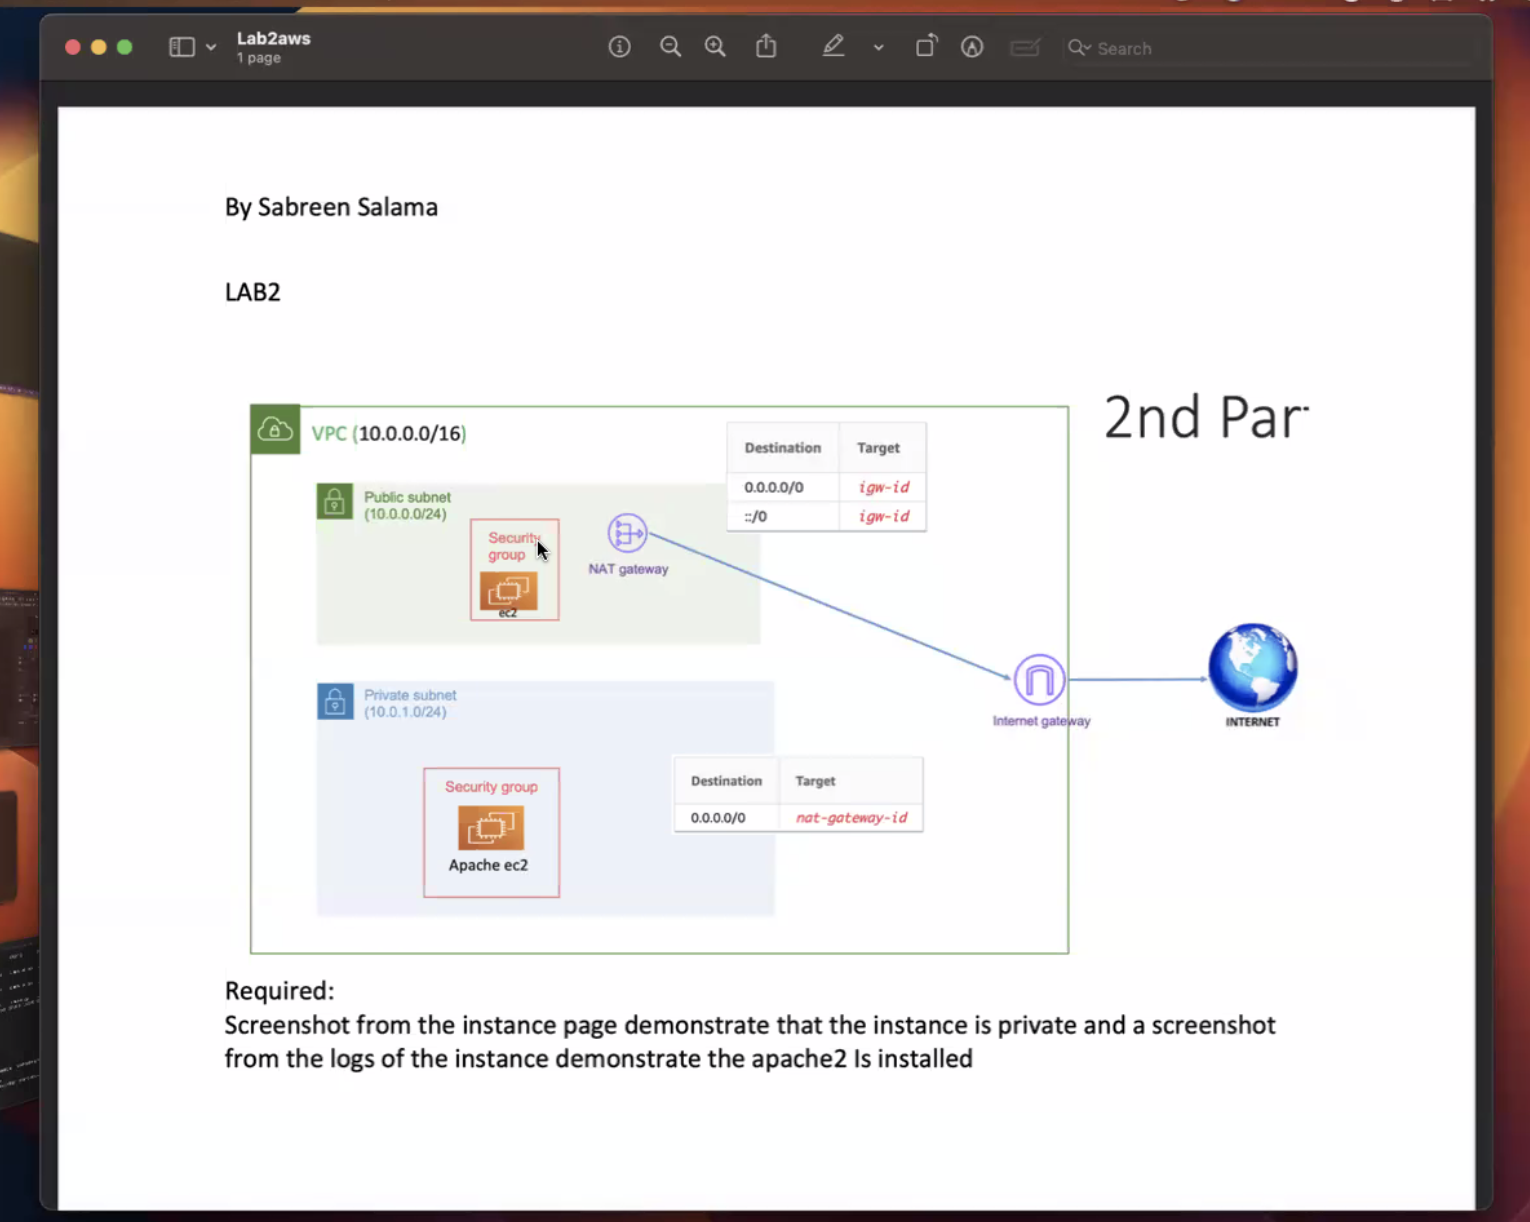 Lab2aws
1 page
Search
By Sabreen Salama
LAB2
2nd Par
VPC (10.0.0.0/16)
Destination Target
0.0.0.0/0 igw-id
::/0 igw-id
Public subnet
(10.0.0.0/24)
Security
group
ec2
NAT gateway
Internet gateway
INTERNET
Private subnet
(10.0.1.0/24)
Security group
Apache ec2
Destination Target
0.0.0.0/0 nat-gateway-id
Required:
Screenshot from the instance page demonstrate that the instance is private and a screenshot
from the logs of the instance demonstrate the apache2 Is installed